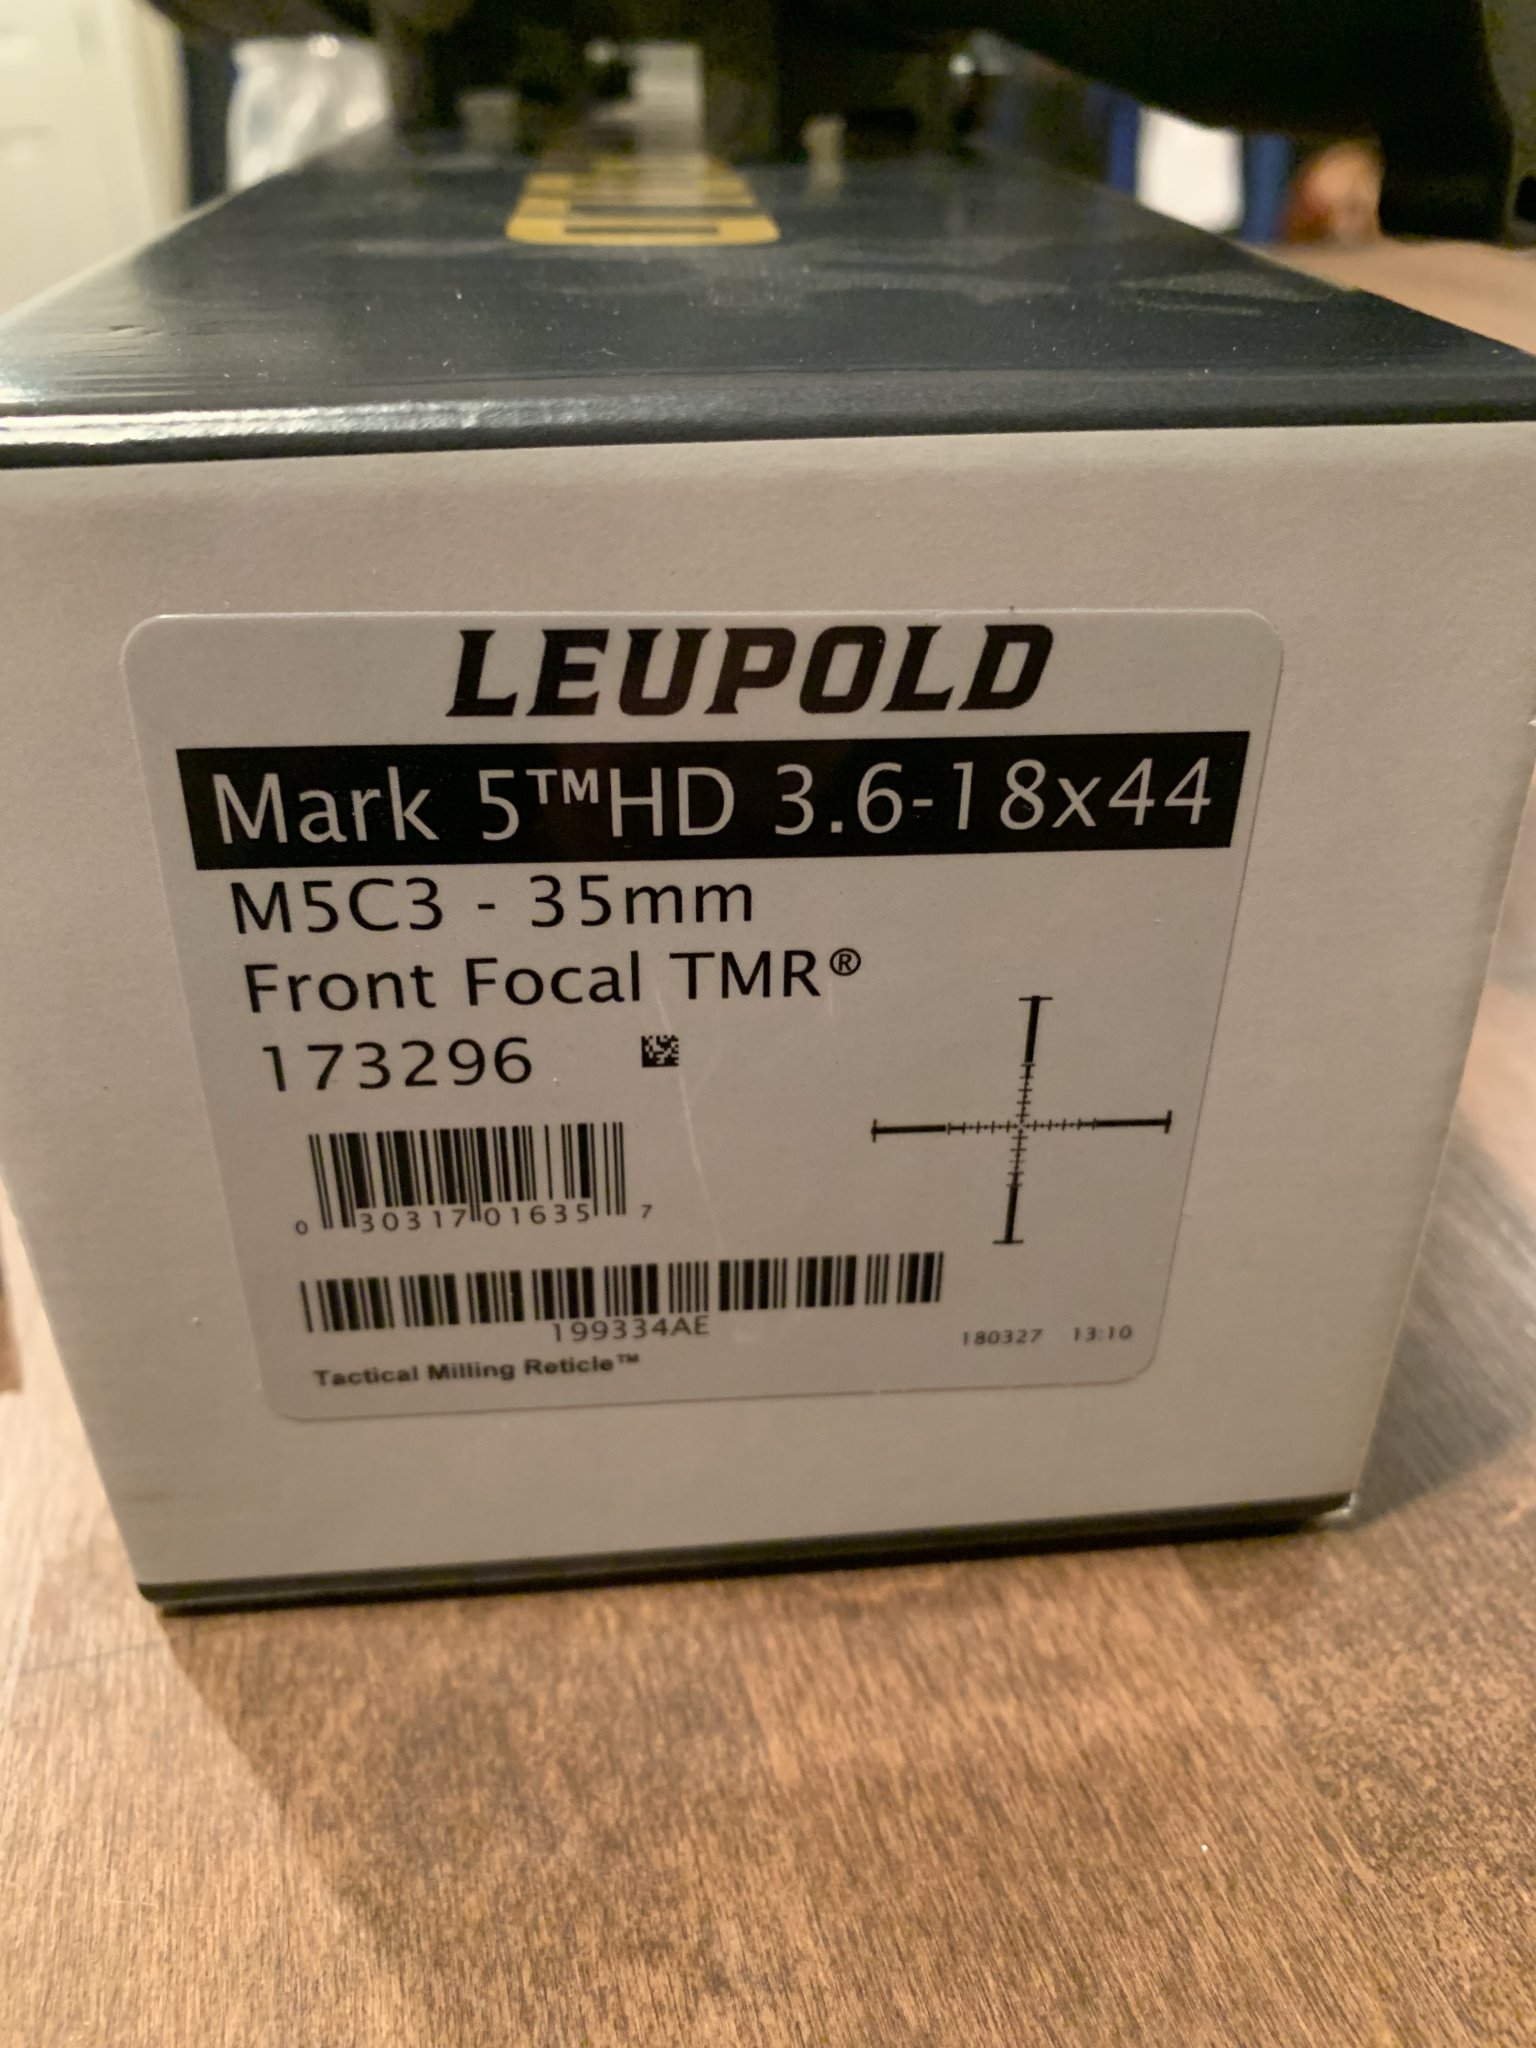 LEUPOLD
Mark 5™HD 3.6-18x44
M5C3 - 35mm
Front Focal TMR®
173296
0 30317 01635 7
199334AE
180327 13:10
Tactical Milling Reticle™